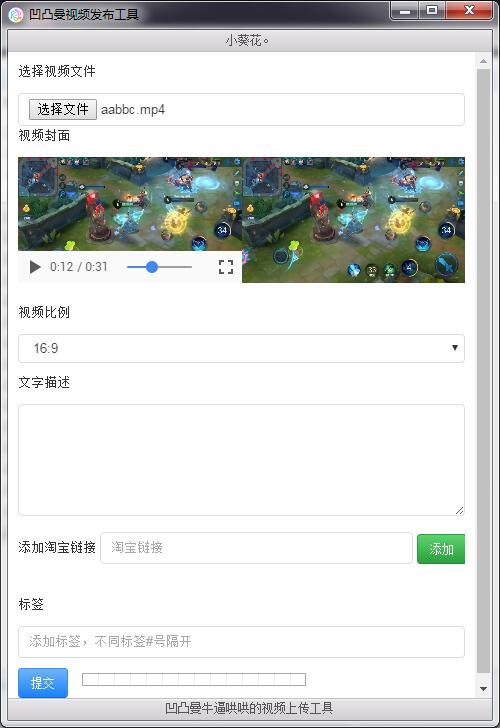 凹凸曼视频发布工具
小葵花。
选择视频文件
选择文件 aabbc.mp4
视频封面
0:12 / 0:31
视频比例
16:9
文字描述
添加淘宝链接 淘宝链接 添加
标签
添加标签，不同标签#号隔开
提交
凹凸曼牛逼哄哄的视频上传工具